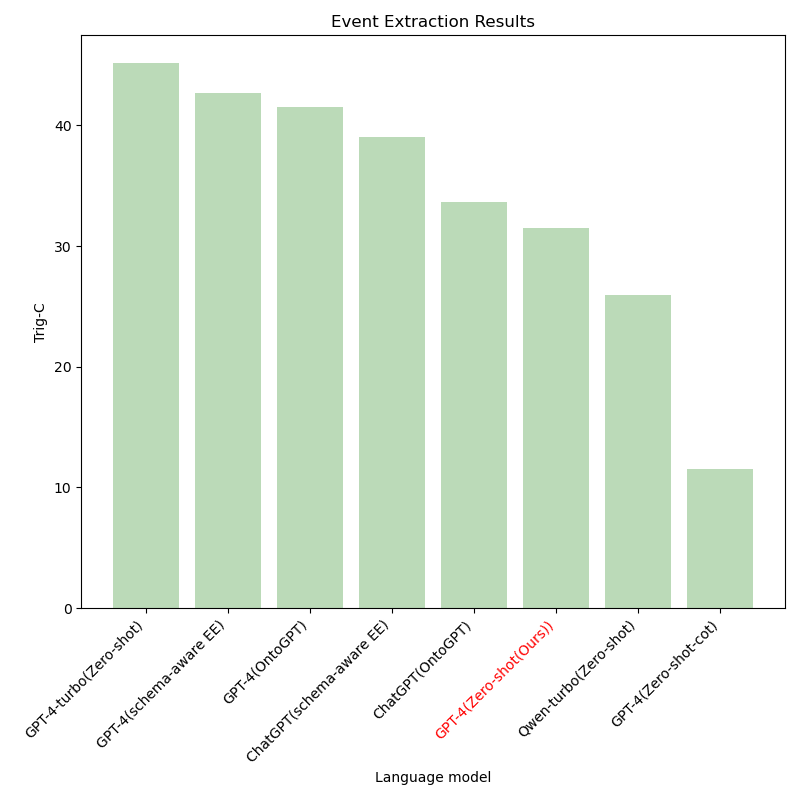 Event Extraction Results
Trig-C
40
30
20
10
0
GPT-4-turbo(Zero-shot)
GPT-4(schema-aware EE)
GPT-4(OntoGPT)
ChatGPT(schema-aware EE)
ChatGPT(OntoGPT)
GPT-4(Zero-shot(Ours))
Qwen-turbo(Zero-shot)
GPT-4(Zero-shot-cot)
Language model